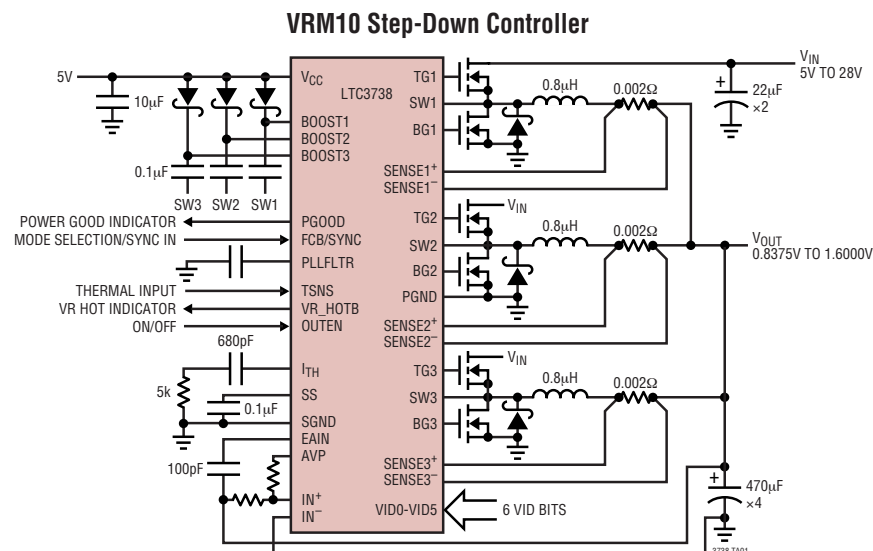 VRM10 Step-Down Controller
5V
10µF
0.1µF
SW3 SW2 SW1
VCC
LTC3738
BOOST1
BOOST2
BOOST3
TG1
SW1
BG1
SENSE1+
SENSE1–
0.8µH
0.002Ω
VIN
5V TO 28V
22µF
×2
POWER GOOD INDICATOR
MODE SELECTION/SYNC IN
PGOOD
FCB/SYNC
PLLFLTR
THERMAL INPUT
VR HOT INDICATOR
ON/OFF
TSNS
VR_HOTB
OUTEN
TG2
SW2
BG2
PGND
SENSE2+
SENSE2–
VIN
0.8µH
0.002Ω
VOUT
0.8375V TO 1.6000V
680pF
5k
0.1µF
100pF
ITH
SS
SGND
EAIN
AVP
IN+
IN–
TG3
SW3
BG3
SENSE3+
SENSE3–
VIN
0.8µH
0.002Ω
VID0-VID5
6 VID BITS
470µF
×4
3738 TA01